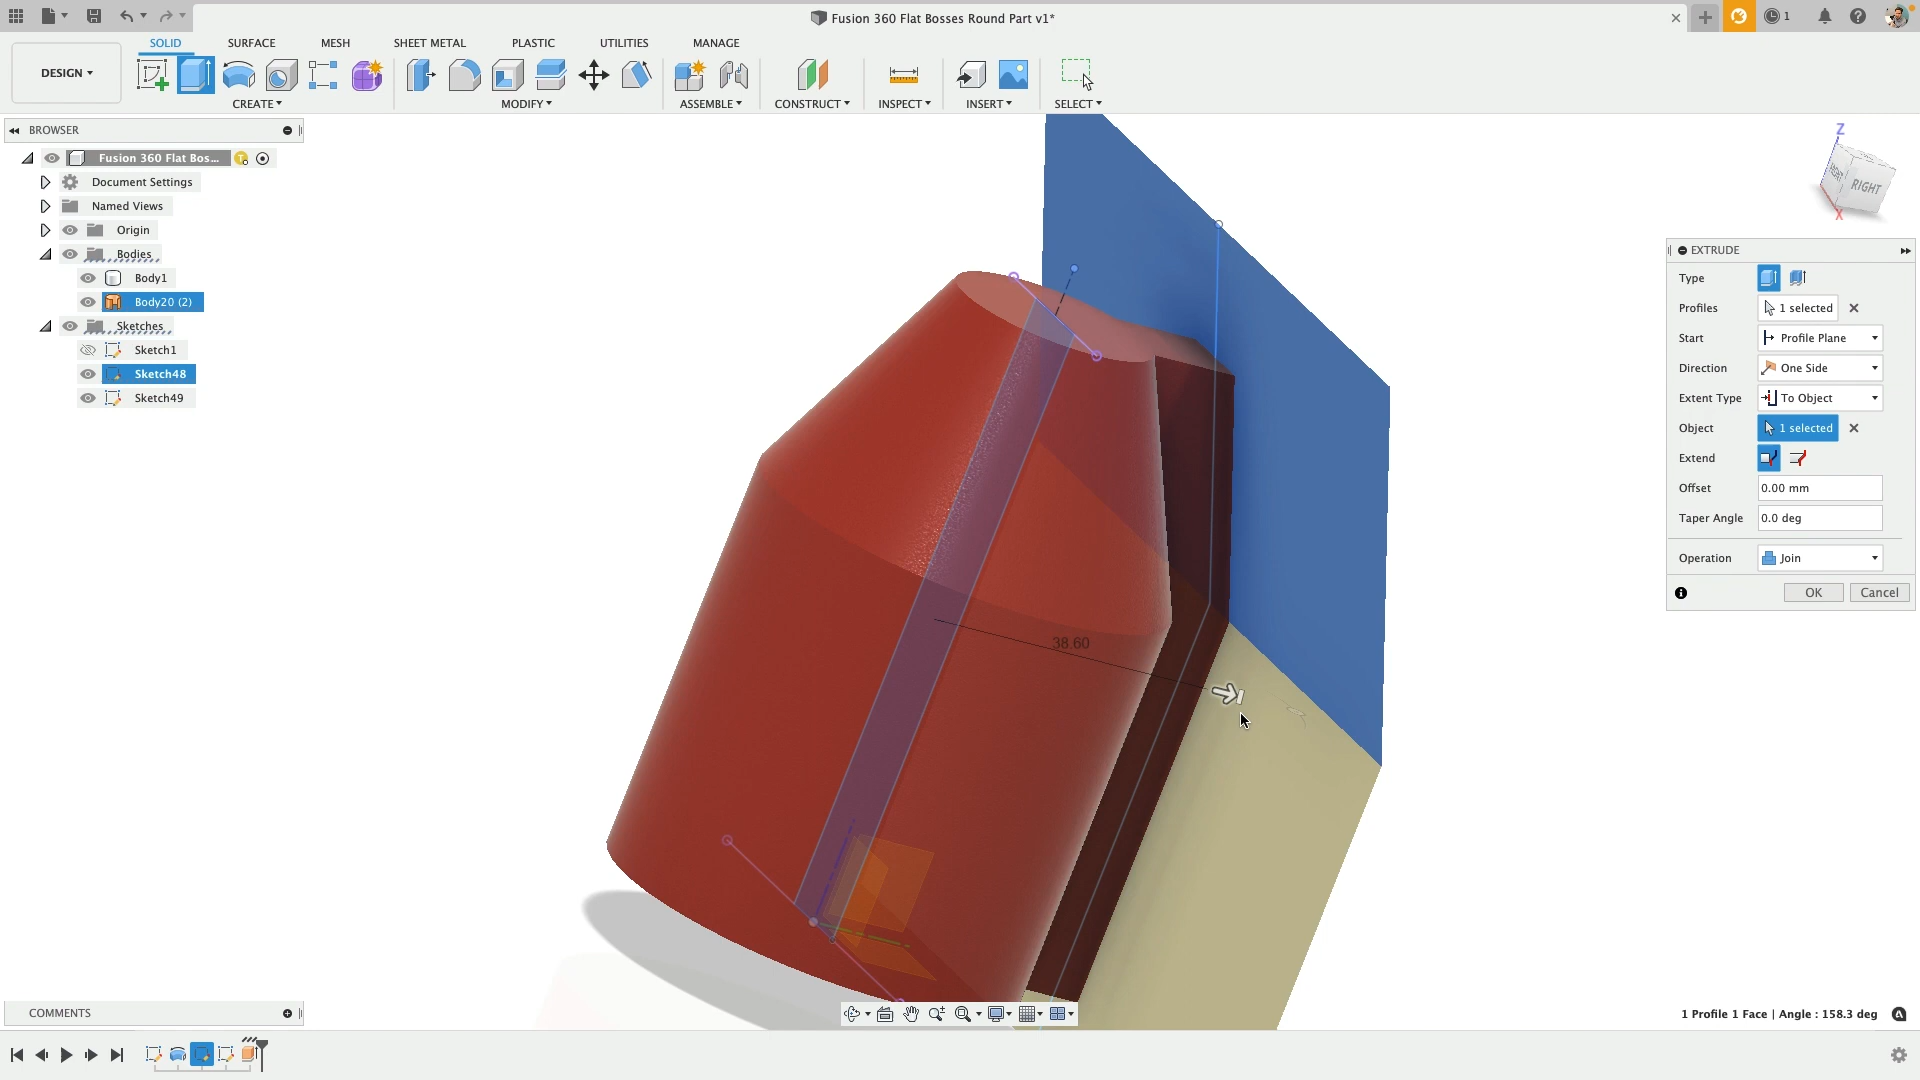 Fusion 360 Flat Bosses Round Part v1*
1
DESIGN
SOLID
SURFACE
MESH
SHEET METAL
PLASTIC
UTILITIES
MANAGE
CREATE
MODIFY
ASSEMBLE
CONSTRUCT
INSPECT
INSERT
SELECT
BROWSER
Fusion 360 Flat Bos...
Document Settings
Named Views
Origin
Bodies
Body1
Body20 (2)
Sketches
Sketch1
Sketch48
Sketch49
38.60
Z
RIGHT
X
EXTRUDE
Type
Profiles 1 selected
Start Profile Plane
Direction One Side
Extent Type To Object
Object 1 selected
Extend
Offset 0.00 mm
Taper Angle 0.0 deg
Operation Join
OK Cancel
COMMENTS
1 Profile 1 Face | Angle : 158.3 deg